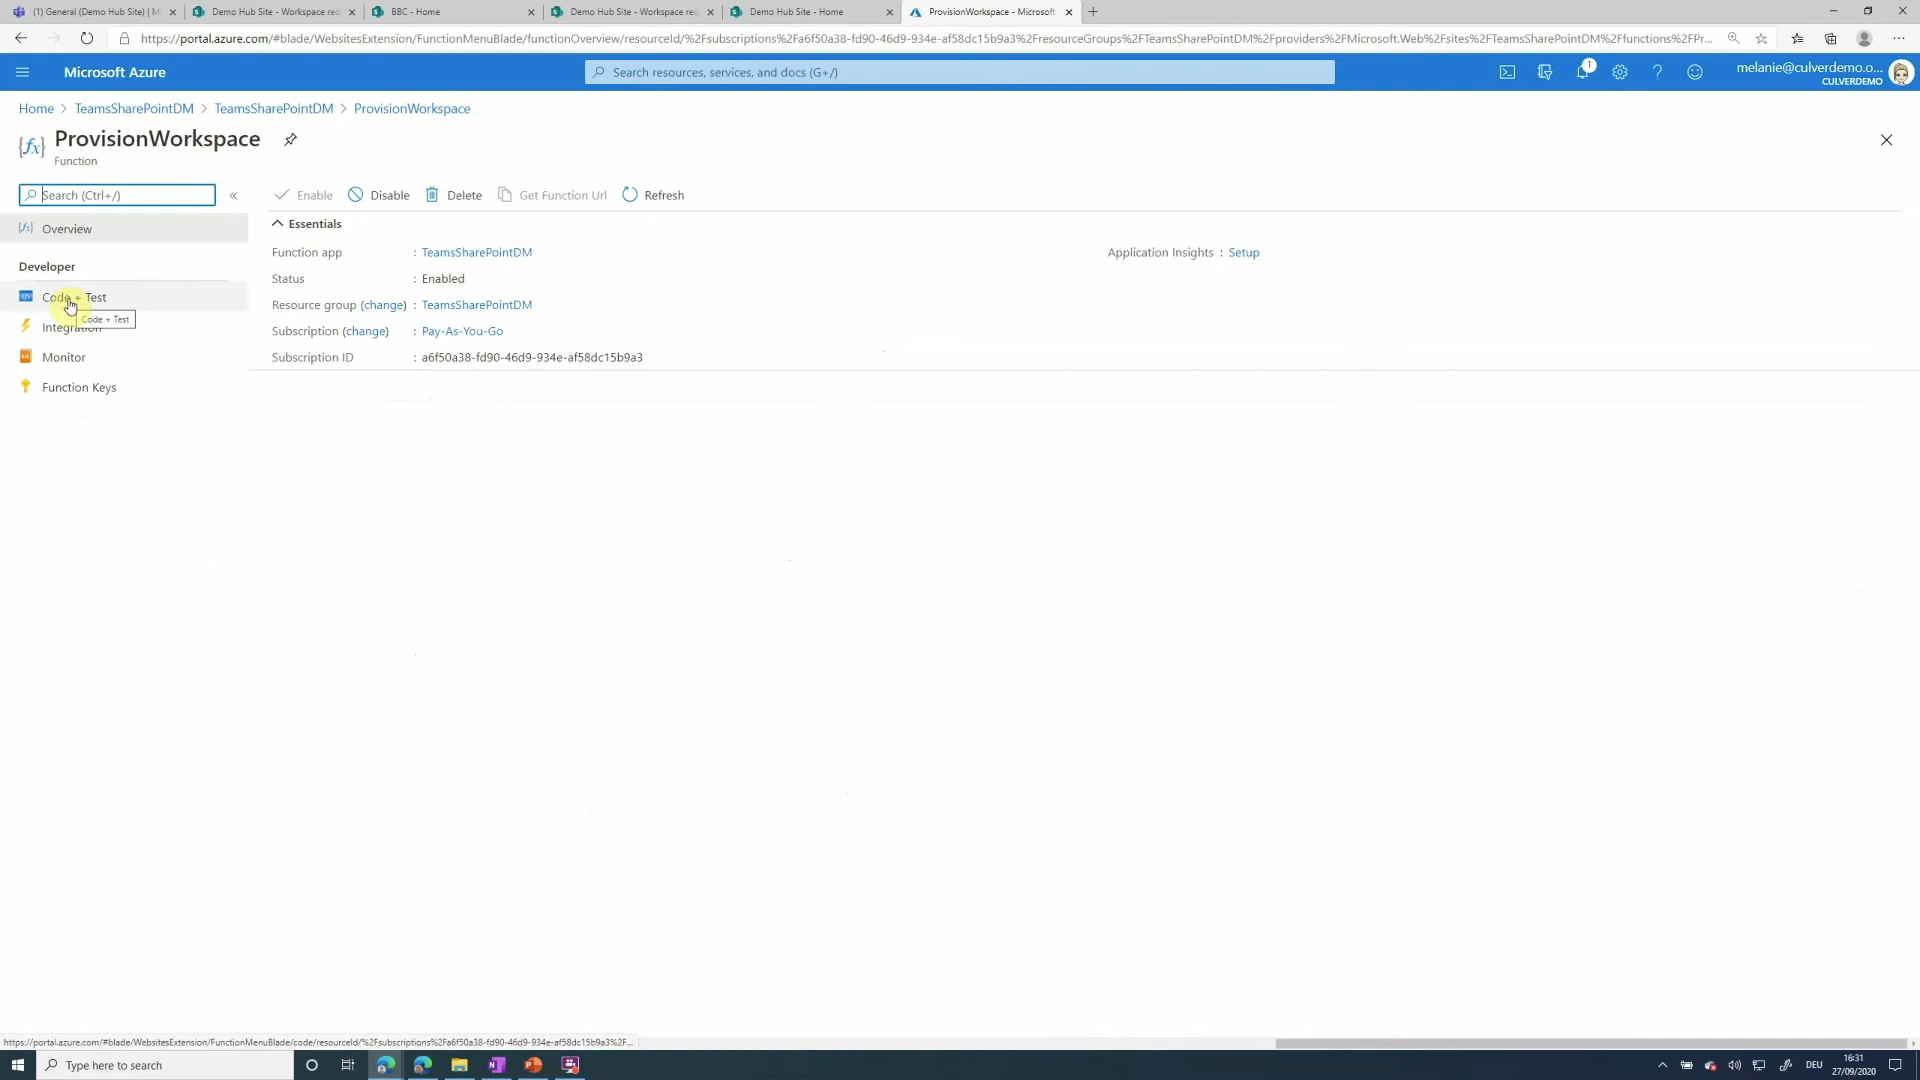 (1) General (Demo Hub Site) | M
Demo Hub Site - Workspace req
BBC - Home
Demo Hub Site - Workspace req
Demo Hub Site - Home
ProvisionWorkspace - Microsoft
https://portal.azure.com/#blade/WebsitesExtension/FunctionMenuBlade/functionOverview/resourceId/%2Fsubscriptions%2Fa6f50a38-fd90-46d9-934e-af58dc15b9a3%2FresourceGroups%2FTeamsSharePointDM%2Fproviders%2FMicrosoft.Web%2Fsites%2FTeamsSharePointDM%2Ffunctions%2FPr...
Microsoft Azure
Search resources, services, and docs (G+/)
1
melanie@culverdemo.o...
CULVERDEMO
Home > TeamsSharePointDM > TeamsSharePointDM > ProvisionWorkspace
ProvisionWorkspace
Function
Search (Ctrl+/)
Enable
Disable
Delete
Get Function Url
Refresh
Overview
Developer
Code + Test
Code + Test
Integration
Monitor
Function Keys
Essentials
Function app : TeamsSharePointDM
Application Insights : Setup
Status : Enabled
Resource group (change) : TeamsSharePointDM
Subscription (change) : Pay-As-You-Go
Subscription ID : a6f50a38-fd90-46d9-934e-af58dc15b9a3
https://portal.azure.com/#blade/WebsitesExtension/FunctionMenuBlade/code/resourceId/%2Fsubscriptions%2Fa6f50a38-fd90-46d9-934e-af58dc15b9a3%2F...
Type here to search
DEU
16:31
27/09/2020